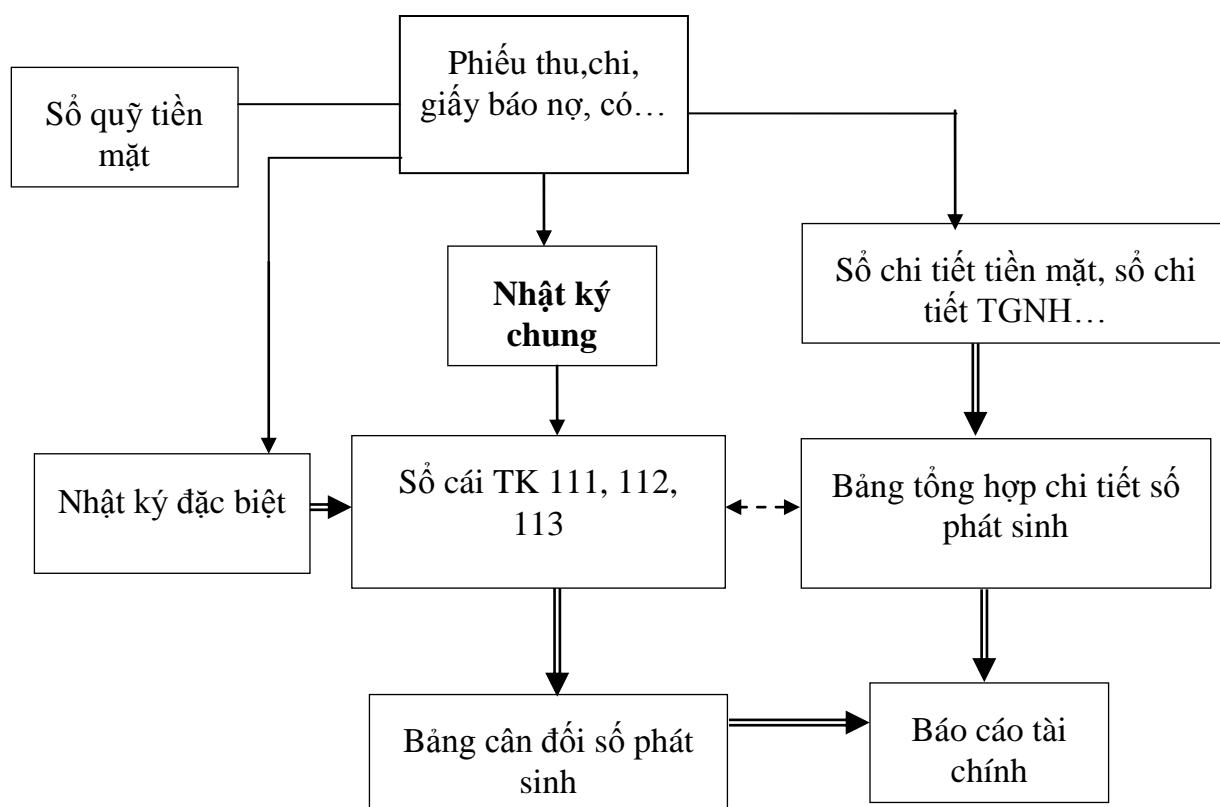 Phiếu thu,chi,
giấy báo nợ, có…
Sổ quỹ tiền
mặt
Nhật ký
chung
Sổ chi tiết tiền mặt, sổ chi
tiết TGNH…
Nhật ký đặc biệt
Sổ cái TK 111, 112,
113
Bảng tổng hợp chi tiết số
phát sinh
Bảng cân đối số phát
sinh
Báo cáo tài
chính